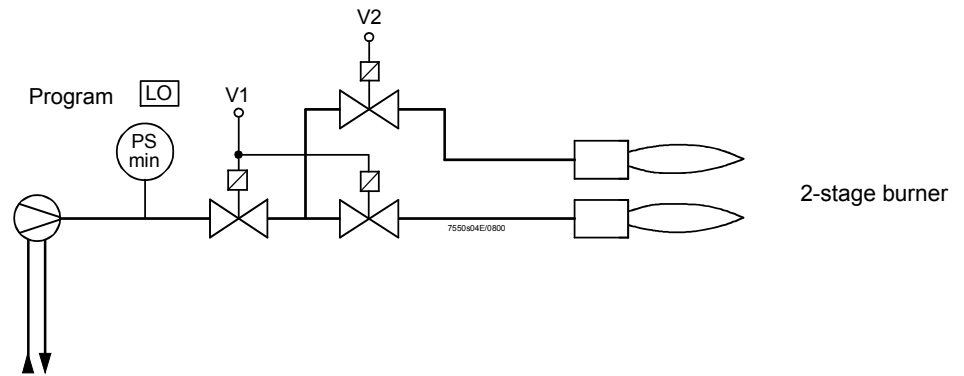 V2
Program LO
V1
PS
min
2-stage burner
7550s04E/0800